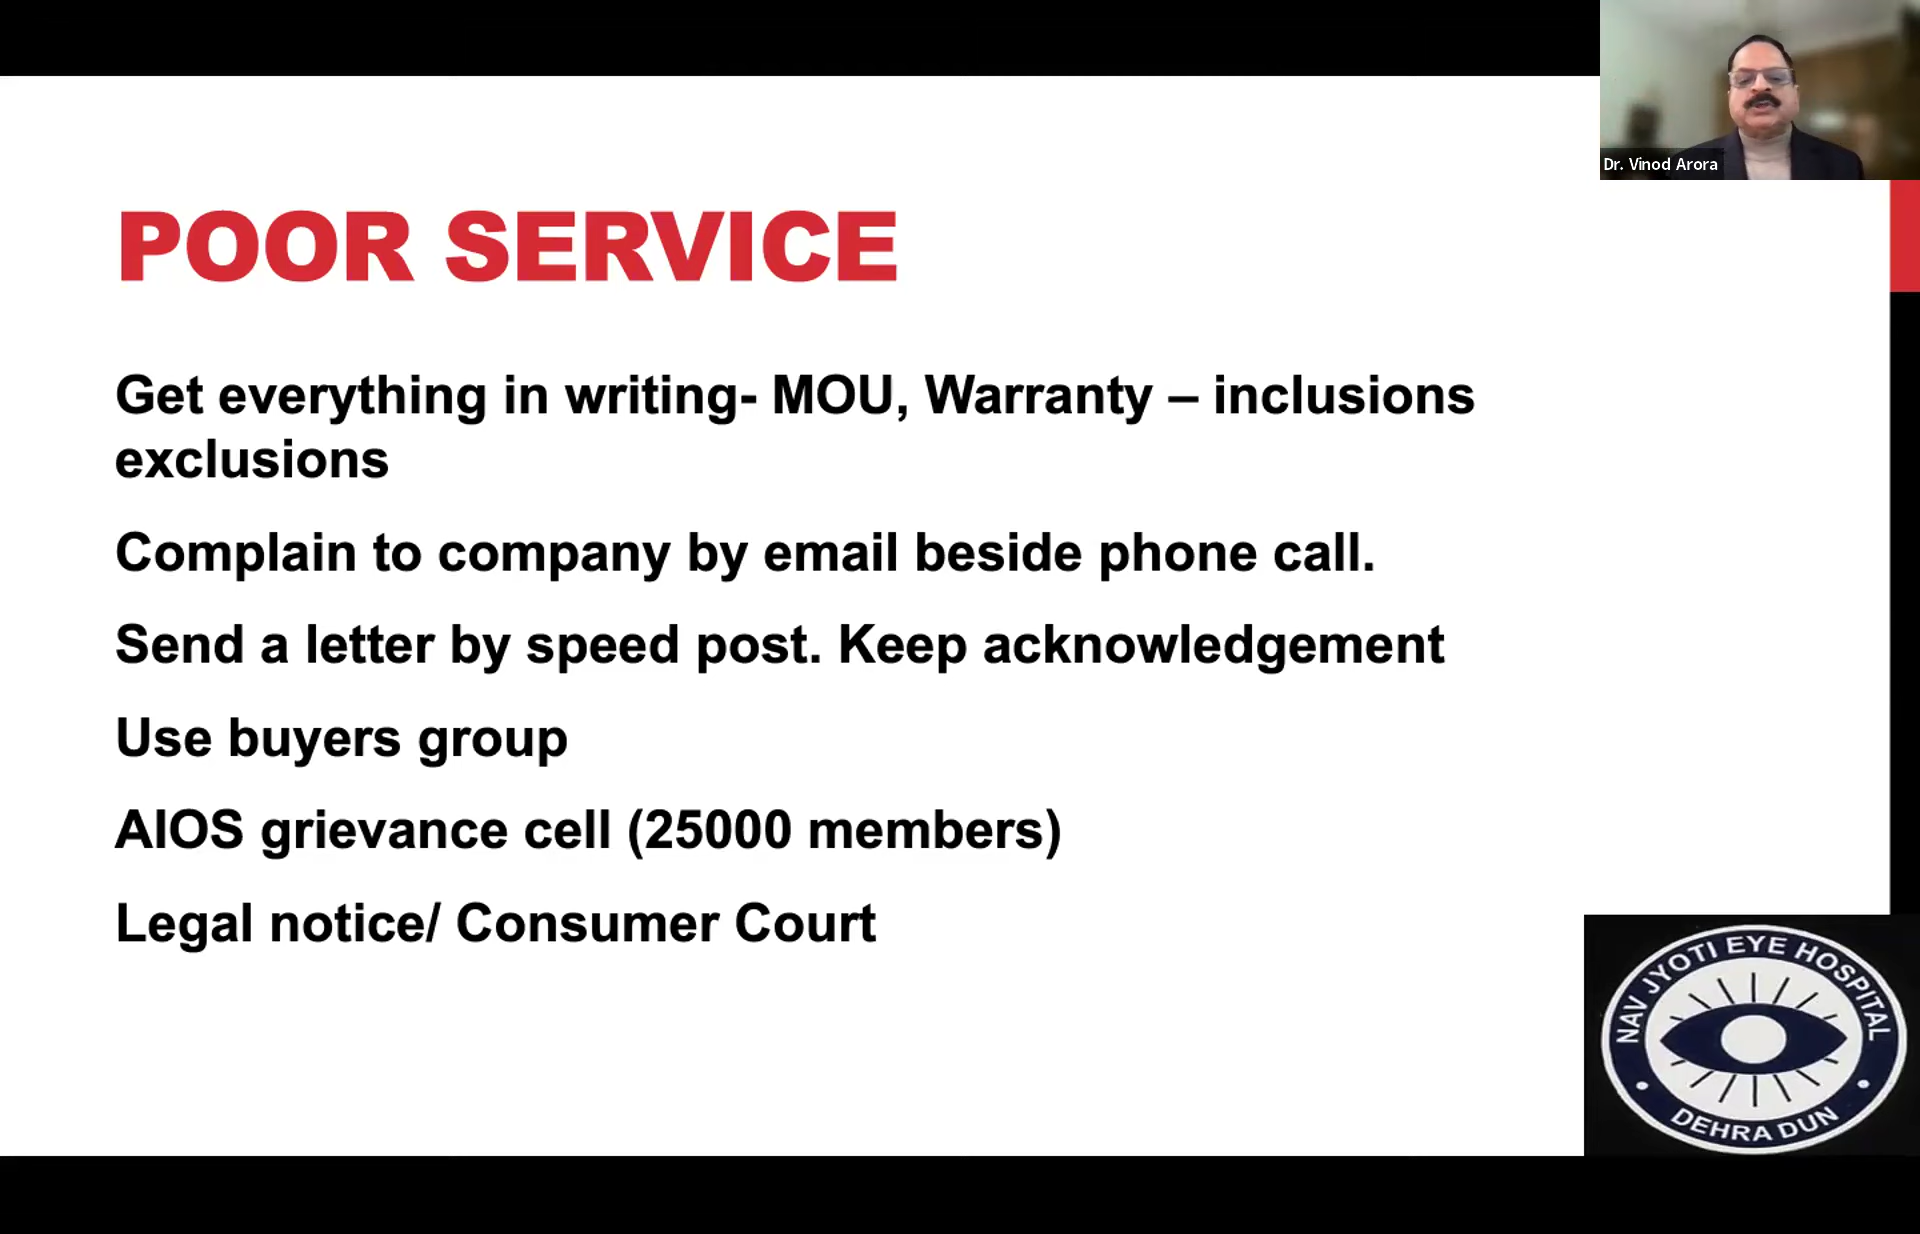 Dr. Vinod Arora
POOR SERVICE
Get everything in writing- MOU, Warranty – inclusions
exclusions
Complain to company by email beside phone call.
Send a letter by speed post. Keep acknowledgement
Use buyers group
AIOS grievance cell (25000 members)
Legal notice/ Consumer Court
NAV JYOTI EYE HOSPITAL
DEHRA DUN